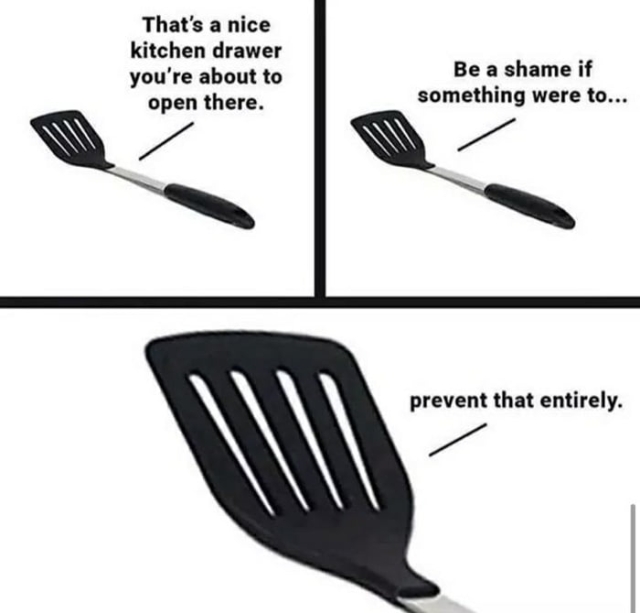 That's a nice
kitchen drawer
you're about to
open there.
Be a shame if
something were to...
prevent that entirely.